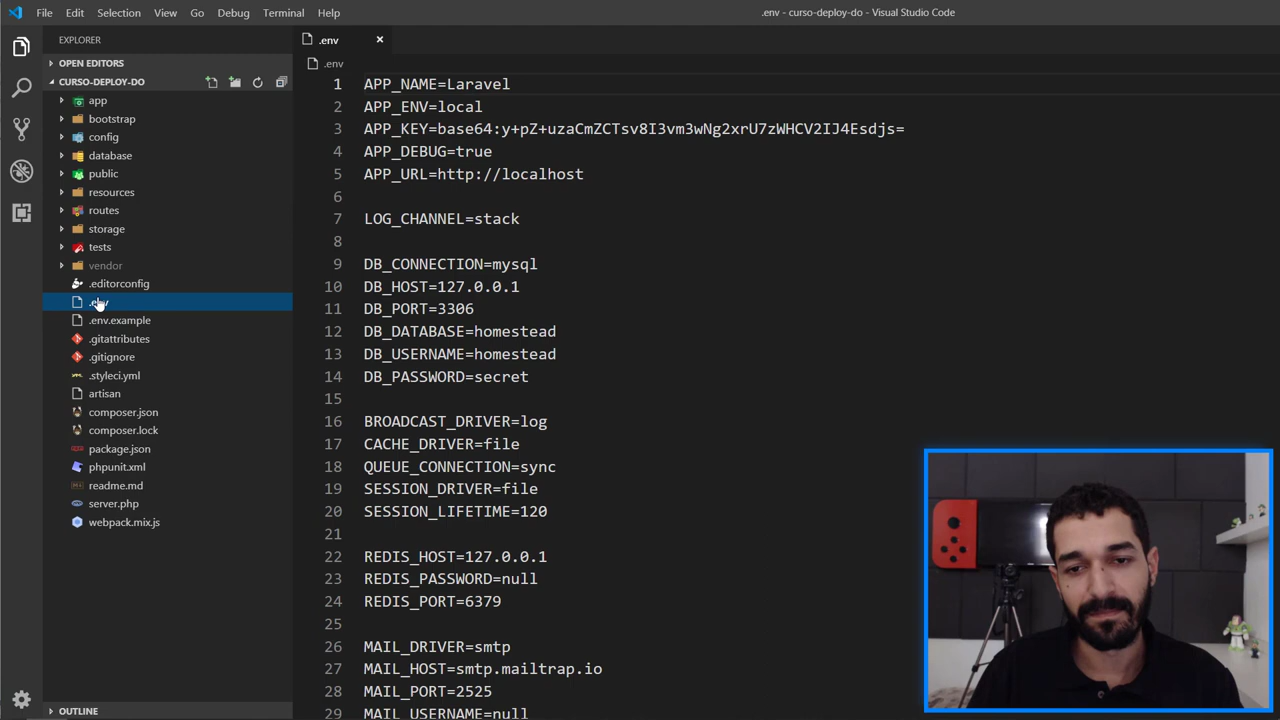 File Edit Selection View Go Debug Terminal Help
.env - curso-deploy-do - Visual Studio Code
EXPLORER
OPEN EDITORS
CURSO-DEPLOY-DO
app
bootstrap
config
database
public
resources
routes
storage
tests
vendor
.editorconfig
.env.example
.gitattributes
.gitignore
.styleci.yml
artisan
composer.json
composer.lock
package.json
phpunit.xml
readme.md
server.php
webpack.mix.js
OUTLINE
.env
.env
1 APP_NAME=Laravel
2 APP_ENV=local
3 APP_KEY=base64:y+pZ+uzaCmZCTsv8I3vm3wNg2xrU7zWHCV2IJ4Esdjs=
4 APP_DEBUG=true
5 APP_URL=http://localhost
6
7 LOG_CHANNEL=stack
8
9 DB_CONNECTION=mysql
10 DB_HOST=127.0.0.1
11 DB_PORT=3306
12 DB_DATABASE=homestead
13 DB_USERNAME=homestead
14 DB_PASSWORD=secret
15
16 BROADCAST_DRIVER=log
17 CACHE_DRIVER=file
18 QUEUE_CONNECTION=sync
19 SESSION_DRIVER=file
20 SESSION_LIFETIME=120
21
22 REDIS_HOST=127.0.0.1
23 REDIS_PASSWORD=null
24 REDIS_PORT=6379
25
26 MAIL_DRIVER=smtp
27 MAIL_HOST=smtp.mailtrap.io
28 MAIL_PORT=2525
29 MAIL_USERNAME=null